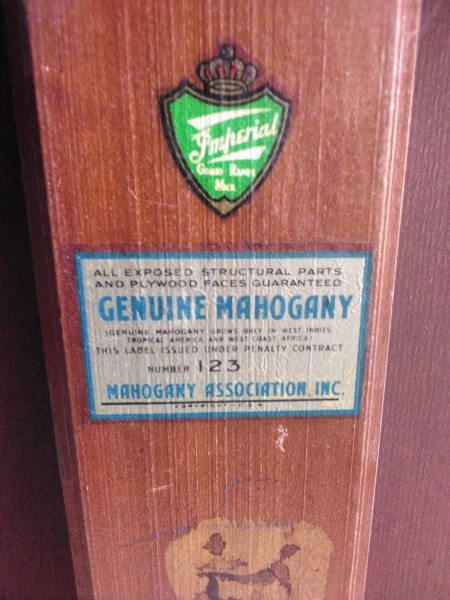 Imperial
Grand Rapids
Mich.
ALL EXPOSED STRUCTURAL PARTS
AND PLYWOOD FACES GUARANTEED
GENUINE MAHOGANY
(GENUINE MAHOGANY GROWS ONLY IN WEST INDIES,
TROPICAL AMERICA AND WEST COAST AFRICA)
THIS LABEL ISSUED UNDER PENALTY CONTRACT
NUMBER 123
MAHOGANY ASSOCIATION, INC.
COPYRIGHT - U.S.A.